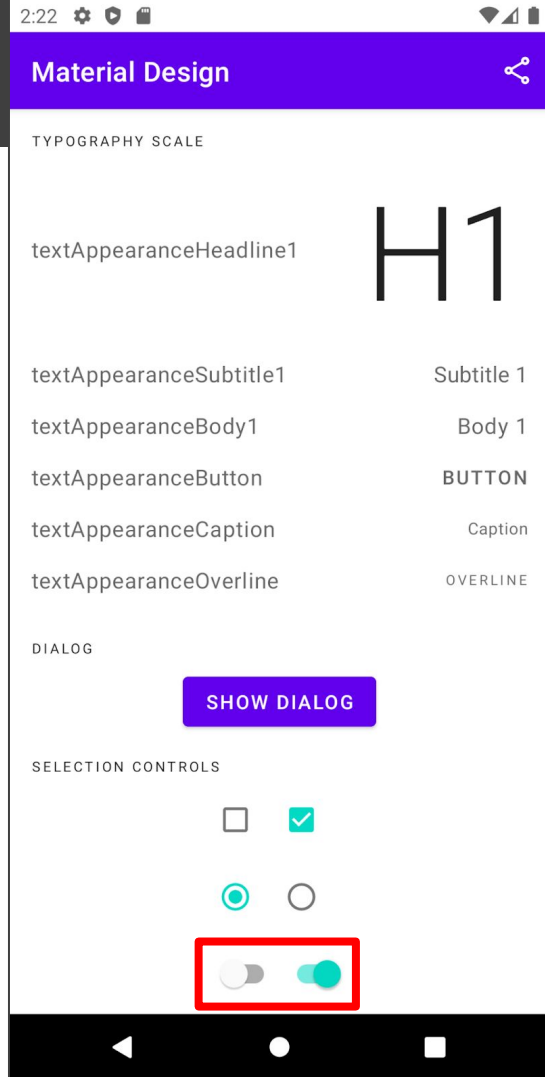 2:22
Material Design
TYPOGRAPHY SCALE
textAppearanceHeadline1 H1
textAppearanceSubtitle1 Subtitle 1
textAppearanceBody1 Body 1
textAppearanceButton BUTTON
textAppearanceCaption Caption
textAppearanceOverline OVERLINE
DIALOG
SHOW DIALOG
SELECTION CONTROLS